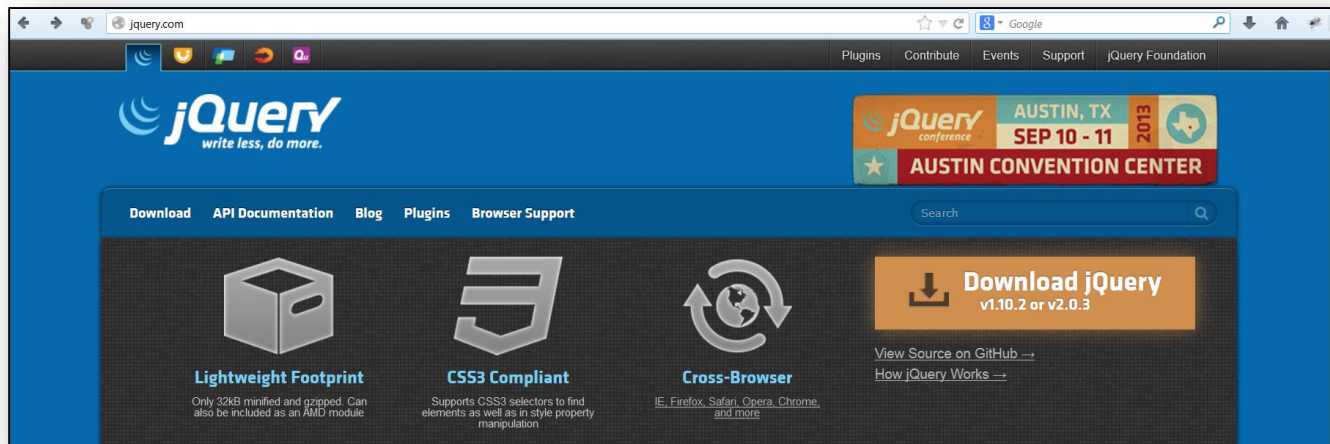 jquery.com
Google
Plugins Contribute Events Support jQuery Foundation
jQuery
write less, do more.
jQuery
conference
AUSTIN, TX
SEP 10 - 11
2013
AUSTIN CONVENTION CENTER
Download API Documentation Blog Plugins Browser Support
Search
Lightweight Footprint
Only 32kB minified and gzipped. Can
also be included as an AMD module
CSS3 Compliant
Supports CSS3 selectors to find
elements as well as in style property
manipulation
Cross-Browser
IE, Firefox, Safari, Opera, Chrome,
and more
Download jQuery
v1.10.2 or v2.0.3
View Source on GitHub →
How jQuery Works →